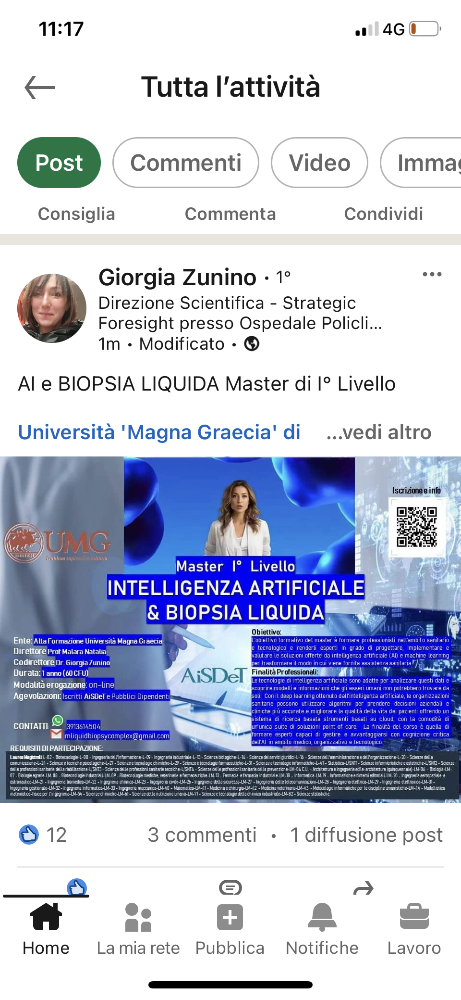 11:17
4G
Tutta l'attività
Post
Commenti
Video
Immag
Consiglia
Commenta
Condividi
Giorgia Zunino • 1°
Direzione Scientifica - Strategic
Foresight presso Ospedale Policli...
1m • Modificato •
AI e BIOPSIA LIQUIDA Master di I° Livello
Università 'Magna Graecia' di ...vedi altro
Iscrizione e info
UMG
Dubium sapientiae initium
Master I° Livello
INTELLIGENZA ARTIFICIALE
& BIOPSIA LIQUIDA
Ente: Alta Formazione Università Magna Graecia
Direttore Prof Malara Natalia
Codirettore Dr. Giorgia Zunino
Durata: 1 anno (60 CFU)
Modalità erogazione: on-line
Agevolazioni: Iscritti AiSDeT e Pubblici Dipendenti
CONTATTI:
3913614504
mliquidbiopsycomplex@gmail.com
AiSDeT
Obiettivo:
L'obiettivo formativo del master è formare professionisti nell'ambito sanitario
e tecnologico e renderli esperti in grado di progettare, implementare e
valutare le soluzioni offerte da intelligenza artificiale (AI) e machine learning
per trasformare il modo in cui viene fornita assistenza sanitaria.
Finalità Professionali:
Le tecnologie di intelligenza artificiale sono adatte per analizzare questi dati e
scoprire modelli e informazioni che gli esseri umani non potrebbero trovare da
soli. Con il deep learning ottenuto dall'intelligenza artificiale, le organizzazioni
sanitarie possono utilizzare algoritmi per prendere decisioni aziendali e
cliniche più accurate e migliorare la qualità della vita dei pazienti offrendo un
sistema di ricerca basata strumenti basati su cloud, con la comodità di
un'unica suite di soluzioni point-of-care. La finalità del corso è quella di
formare esperti capaci di gestire e avvantaggiarsi con cognizione critica
dell'AI in ambito medico, organizzativo e tecnologico.
REQUISITI DI PARTECIPAZIONE:
L-02 - Biotecnologie-L-08 - Ingegneria dell'informazione-L-09 - Ingegneria industriale-L-13 - Scienze biologiche-L-14 - Scienze dei servizi giuridici-L-16 - Scienze dell'amministrazione e dell'organizzazione-L-20 - Scienze della
comunicazione-L-24 - Scienze e tecniche psicologiche-L-27 - Scienze e tecnologie chimiche-L-29 - Scienze e tecnologie farmaceutiche-L-31 - Scienze e tecnologie informatiche-L-41 - Statistica-L/SNT1 - Scienze infermieristiche e ostetriche-L/SNT2 - Scienze
delle professioni sanitarie della riabilitazione-L/SNT3 - Scienze delle professioni sanitarie tecniche-L/SNT4 - Scienze delle professioni sanitarie della prevenzione-LM-04 C.U. - Architettura e ingegneria edile-architettura (quinquennale)-LM-06 - Biologia-LM-
07 - Biologie agrarie-LM-08 - Biotecnologie industriali-LM-09 - Biotecnologie mediche, veterinarie e farmaceutiche-LM-13 - Farmacia e farmacia industriale-LM-18 - Informatica-LM-19 - Informazione e sistemi editoriali-LM-20 - Ingegneria aerospaziale e
astronautica-LM-21 - Ingegneria biomedica-LM-22 - Ingegneria chimica-LM-23 - Ingegneria civile-LM-26 - Ingegneria della sicurezza-LM-27 - Ingegneria delle telecomunicazioni-LM-28 - Ingegneria elettrica-LM-29 - Ingegneria elettronica-LM-31 -
Ingegneria gestionale-LM-32 - Ingegneria informatica-LM-33 - Ingegneria meccanica-LM-40 - Matematica-LM-41 - Medicina e chirurgia-LM-42 - Medicina veterinaria-LM-43 - Metodologie informatiche per le discipline umanistiche-LM-44 - Modellistica
matematico-fisica per l'ingegneria-LM-54 - Scienze chimiche-LM-61 - Scienze della nutrizione umana-LM-71 - Scienze e tecnologie della chimica industriale-LM-82 - Scienze statistiche.
12
3 commenti • 1 diffusione post
Home
La mia rete
Pubblica
Notifiche
Lavoro